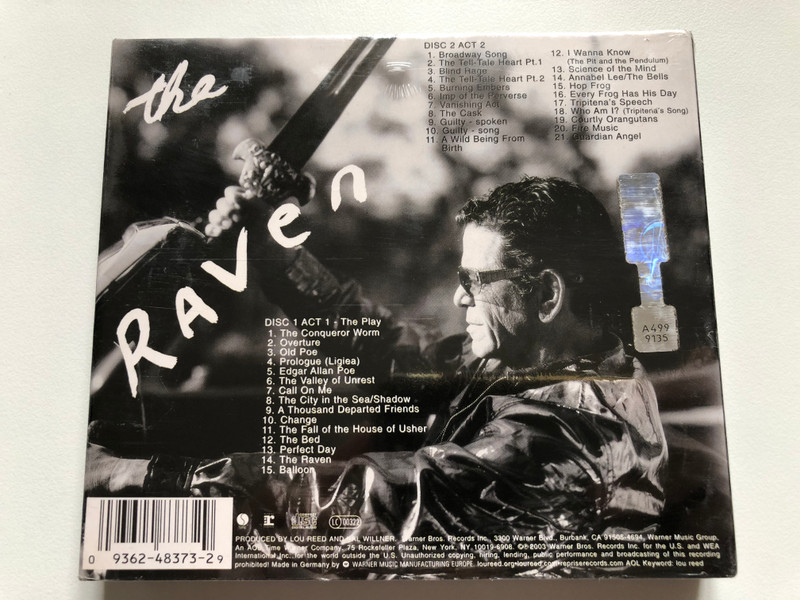 the
RAVEN
DISC 2 ACT 2
1. Broadway Song
2. The Tell-Tale Heart Pt.1
3. Blind Rage
4. The Tell-Tale Heart Pt.2
5. Burning Embers
6. Imp of the Perverse
7. Vanishing Act
8. The Cask
9. Guilty - spoken
10. Guilty - song
11. A Wild Being From
Birth
12. I Wanna Know
(The Pit and the Pendulum)
13. Science of the Mind
14. Annabel Lee/The Bells
15. Hop Frog
16. Every Frog Has His Day
17. Tripitena's Speech
18. Who Am I? (Tripitena's Song)
19. Courtly Orangutans
20. Fire Music
21. Guardian Angel
A499
9135
DISC 1 ACT 1 - The Play
1. The Conqueror Worm
2. Overture
3. Old Poe
4. Prologue (Ligiea)
5. Edgar Allan Poe
6. The Valley of Unrest
7. Call On Me
8. The City in the Sea/Shadow
9. A Thousand Departed Friends
10. Change
11. The Fall of the House of Usher
12. The Bed
13. Perfect Day
14. The Raven
15. Balloon
0 9362-48373-2 9
LC 00322
PRODUCED BY LOU REED AND HAL WILLNER. Warner Bros. Records Inc., 3300 Warner Blvd., Burbank, CA 91505-4694, Warner Music Group,
An AOL Time Warner Company, 75 Rockefeller Plaza, New York, NY 10019-6908. ©℗ 2003 Warner Bros. Records Inc. for the U.S. and WEA
International Inc. for the world outside the U.S. Unauthorized copying, hiring, lending, public performance and broadcasting of this recording
prohibited! Made in Germany by WARNER MUSIC MANUFACTURING EUROPE. loureed.org•loureed.com•repriserecords.com AOL Keyword: lou reed